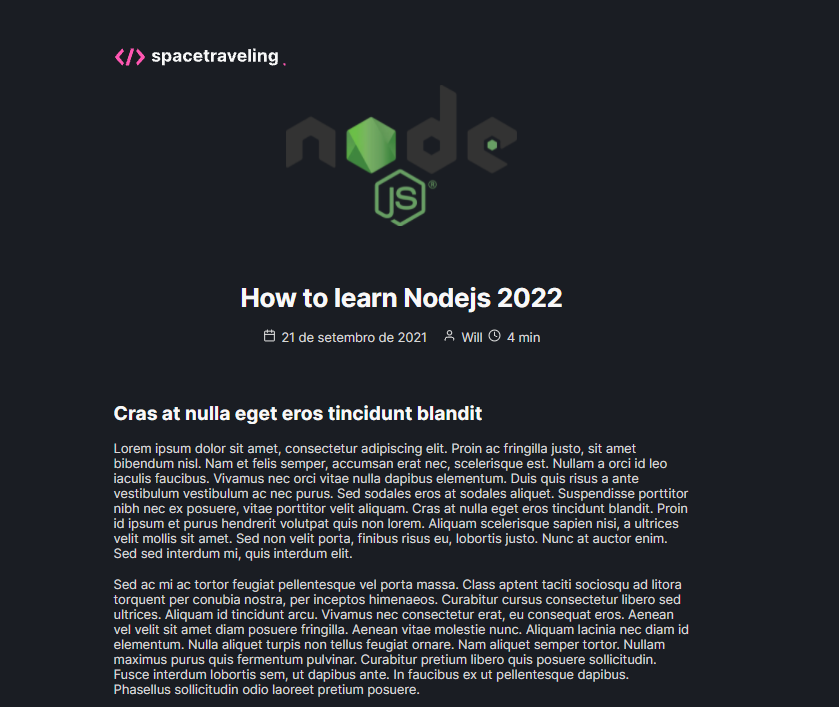 </> spacetraveling.
node
JS®
How to learn Nodejs 2022
21 de setembro de 2021 Will 4 min
Cras at nulla eget eros tincidunt blandit
Lorem ipsum dolor sit amet, consectetur adipiscing elit. Proin ac fringilla justo, sit amet
bibendum nisl. Nam et felis semper, accumsan erat nec, scelerisque est. Nullam a orci id leo
iaculis faucibus. Vivamus nec orci vitae nulla dapibus elementum. Duis quis risus a ante
vestibulum vestibulum ac nec purus. Sed sodales eros at sodales aliquet. Suspendisse porttitor
nibh nec ex posuere, vitae porttitor velit aliquam. Cras at nulla eget eros tincidunt blandit. Proin
id ipsum et purus hendrerit volutpat quis non lorem. Aliquam scelerisque sapien nisi, a ultrices
velit mollis sit amet. Sed non velit porta, finibus risus eu, lobortis justo. Nunc at auctor enim.
Sed sed interdum mi, quis interdum elit.
Sed ac mi ac tortor feugiat pellentesque vel porta massa. Class aptent taciti sociosqu ad litora
torquent per conubia nostra, per inceptos himenaeos. Curabitur cursus consectetur libero sed
ultrices. Aliquam id tincidunt arcu. Vivamus nec consectetur erat, eu consequat eros. Aenean
vel velit sit amet diam posuere fringilla. Aenean vitae molestie nunc. Aliquam lacinia nec diam id
elementum. Nulla aliquet turpis non tellus feugiat ornare. Nam aliquet semper tortor. Nullam
maximus purus quis fermentum pulvinar. Curabitur pretium libero quis posuere sollicitudin.
Fusce interdum lobortis sem, ut dapibus ante. In faucibus ex ut pellentesque dapibus.
Phasellus sollicitudin odio laoreet pretium posuere.